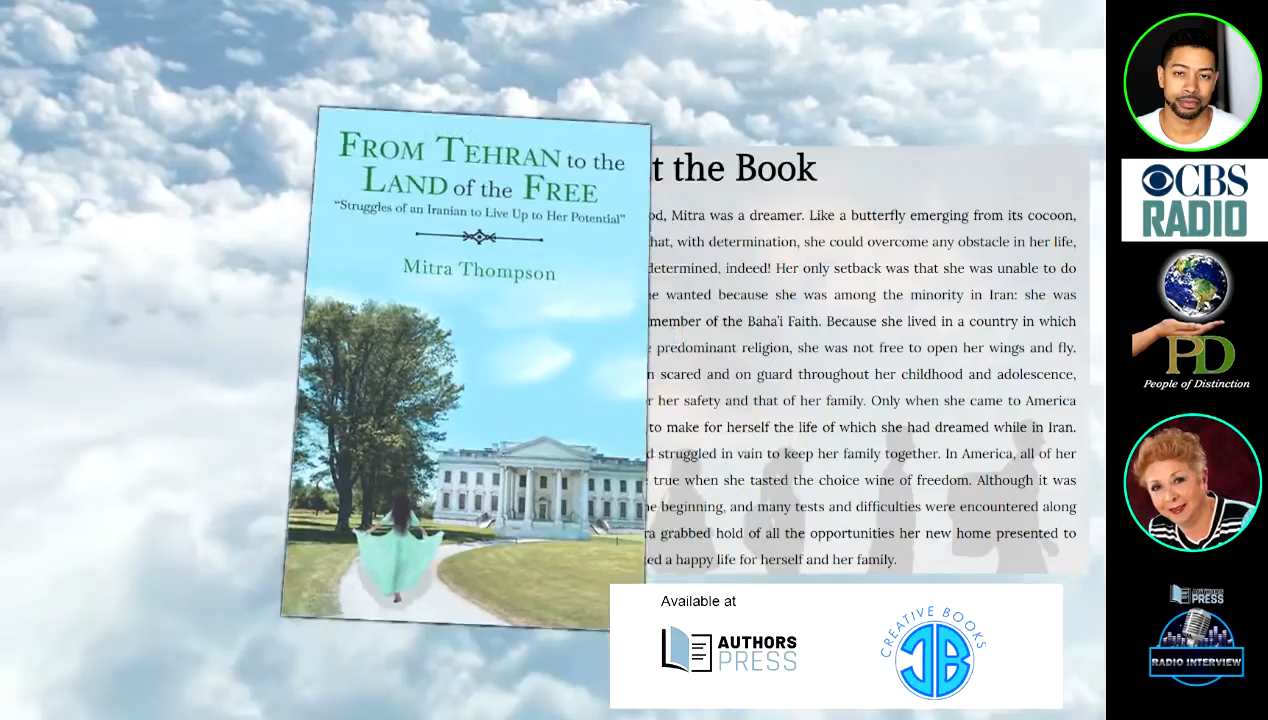 FROM TEHRAN to the
LAND of the FREE
"Struggles of an Iranian to Live Up to Her Potential"
Mitra Thompson
the Book
Mitra was a dreamer. Like a butterfly emerging from its cocoon,
with determination, she could overcome any obstacle in her life,
determined, indeed! Her only setback was that she was unable to do
wanted because she was among the minority in Iran: she was
member of the Baha'i Faith. Because she lived in a country in which
predominant religion, she was not free to open her wings and fly.
scared and on guard throughout her childhood and adolescence,
her safety and that of her family. Only when she came to America
to make for herself the life of which she had dreamed while in Iran.
struggled in vain to keep her family together. In America, all of her
true when she tasted the choice wine of freedom. Although it was
beginning, and many tests and difficulties were encountered along
grabbed hold of all the opportunities her new home presented to
a happy life for herself and her family.
Available at
AUTHORS
PRESS
CREATIVE BOOKS
CB
CBS
RADIO
PD
People of Distinction
AUTHORS
PRESS
RADIO INTERVIEW